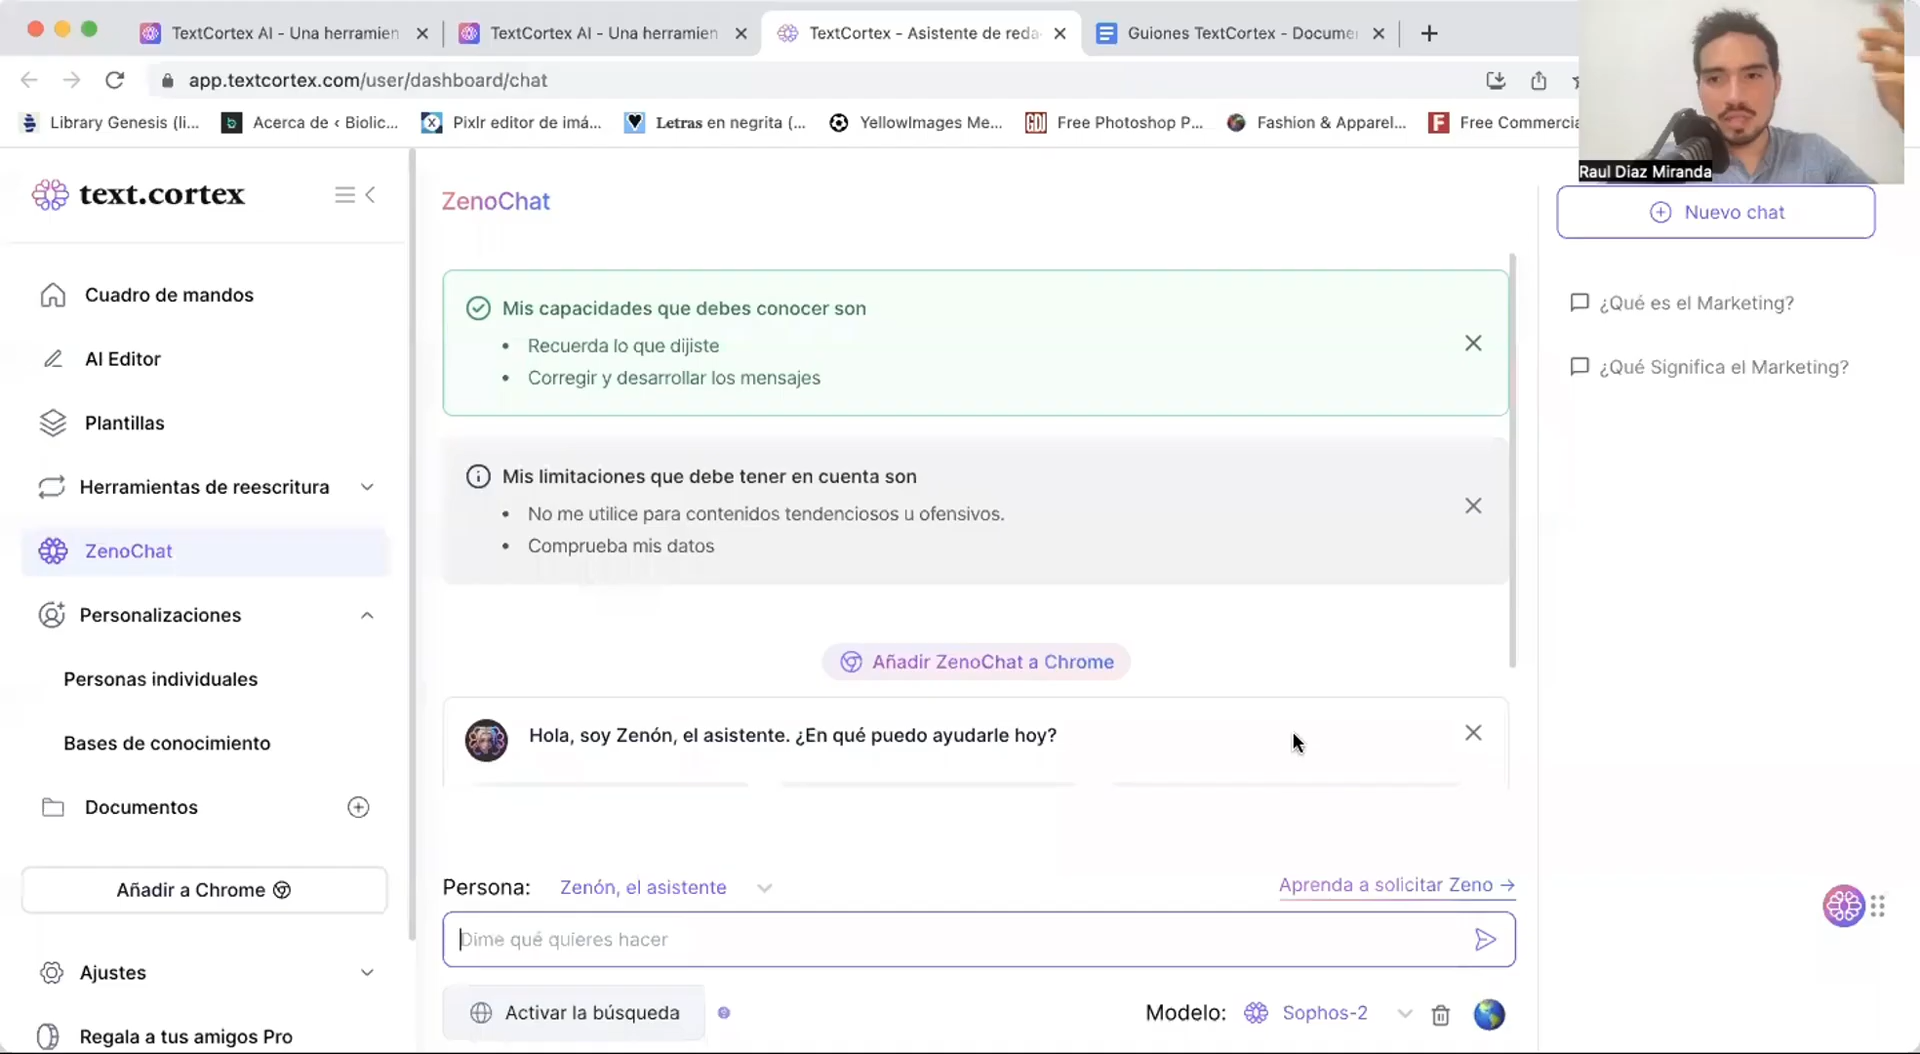 TextCortex AI - Una herramien
TextCortex AI - Una herramien
TextCortex - Asistente de reda
Guiones TextCortex - Docume
app.textcortex.com/user/dashboard/chat
Library Genesis (li...
Acerca de ‹ Biolic...
Pixlr editor de imá...
Letras en negrita (...
YellowImages Me...
Free Photoshop P...
Fashion & Apparel...
Free Commercia
Raul Diaz Miranda
text.cortex
Cuadro de mandos
AI Editor
Plantillas
Herramientas de reescritura
ZenoChat
Personalizaciones
Personas individuales
Bases de conocimiento
Documentos
Añadir a Chrome
Ajustes
Regala a tus amigos Pro
ZenoChat
Mis capacidades que debes conocer son
• Recuerda lo que dijiste
• Corregir y desarrollar los mensajes
Mis limitaciones que debe tener en cuenta son
• No me utilice para contenidos tendenciosos u ofensivos.
• Comprueba mis datos
Añadir ZenoChat a Chrome
Hola, soy Zenón, el asistente. ¿En qué puedo ayudarle hoy?
Persona: Zenón, el asistente
Aprenda a solicitar Zeno →
Dime qué quieres hacer
Activar la búsqueda
Modelo: Sophos-2
Nuevo chat
¿Qué es el Marketing?
¿Qué Significa el Marketing?